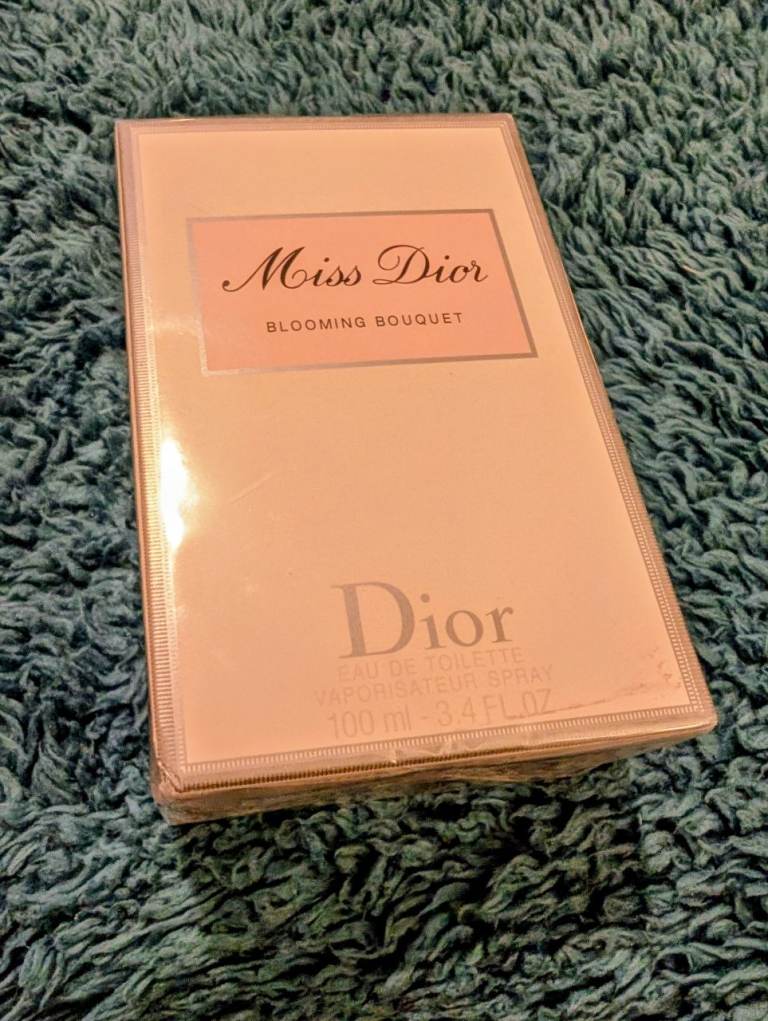 Miss Dior
BLOOMING BOUQUET
Dior
EAU DE TOILETTE
VAPORISATEUR SPRAY
100 ml - 3.4 FL.OZ